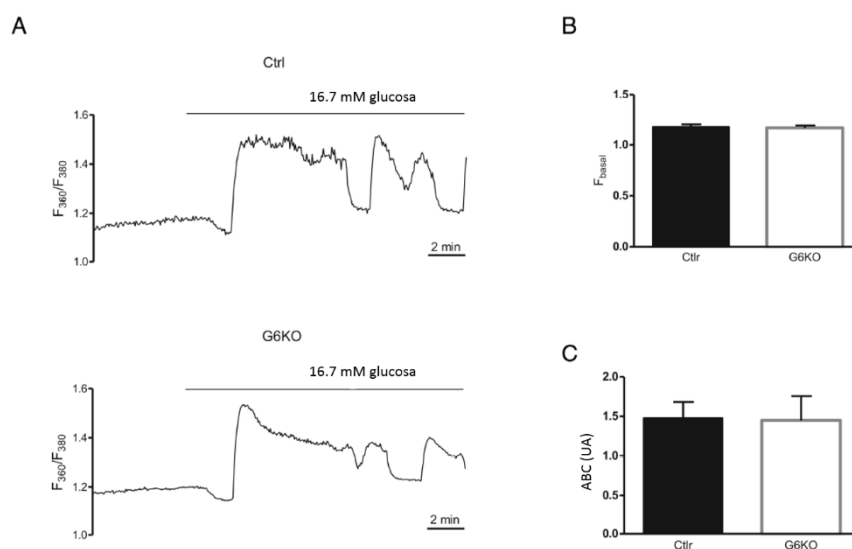 A
Ctrl
16.7 mM glucosa
1.6
1.4
1.2
1.0
F360/F380
2 min
G6KO
16.7 mM glucosa
1.6
1.4
1.2
1.0
F360/F380
2 min
B
1.5
1.0
0.5
0.0
Fbasal
Ctlr G6KO
C
2.0
1.5
1.0
0.5
0.0
ABC (UA)
Ctlr G6KO